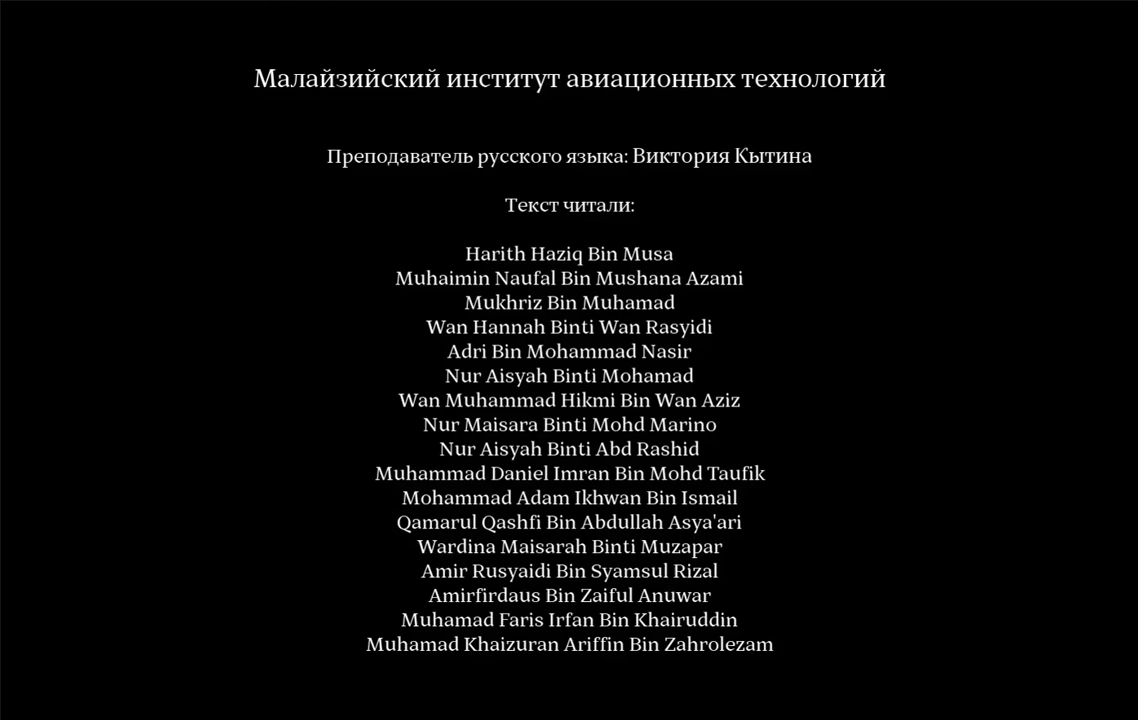 Малайзийский институт авиационных технологий
Преподаватель русского языка: Виктория Кытина
Текст читали:
Harith Haziq Bin Musa
Muhaimin Naufal Bin Mushana Azami
Mukhriz Bin Muhamad
Wan Hannah Binti Wan Rasyidi
Adri Bin Mohammad Nasir
Nur Aisyah Binti Mohamad
Wan Muhammad Hikmi Bin Wan Aziz
Nur Maisara Binti Mohd Marino
Nur Aisyah Binti Abd Rashid
Muhammad Daniel Imran Bin Mohd Taufik
Mohammad Adam Ikhwan Bin Ismail
Qamarul Qashfi Bin Abdullah Asya'ari
Wardina Maisarah Binti Muzapar
Amir Rusyaidi Bin Syamsul Rizal
Amirfirdaus Bin Zaiful Anuwar
Muhamad Faris Irfan Bin Khairuddin
Muhamad Khaizuran Ariffin Bin Zahrolezam